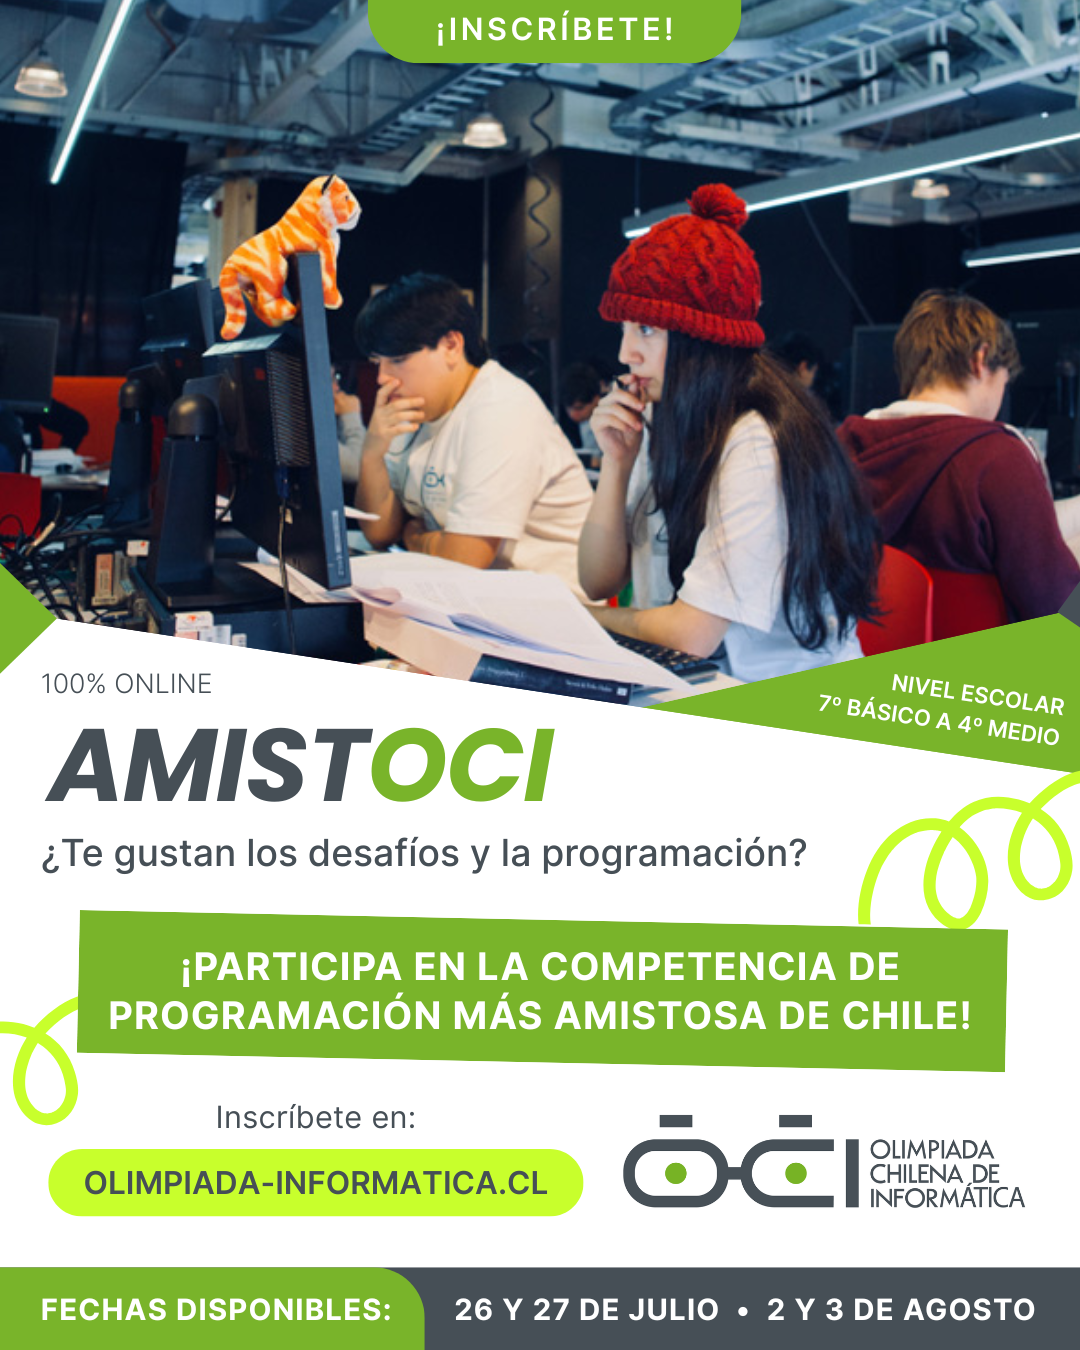 ¡INSCRÍBETE!
NIVEL ESCOLAR
7º BÁSICO A 4º MEDIO
100% ONLINE
AMISTOCI
¿Te gustan los desafíos y la programación?
¡PARTICIPA EN LA COMPETENCIA DE
PROGRAMACIÓN MÁS AMISTOSA DE CHILE!
Inscríbete en:
OLIMPIADA-INFORMATICA.CL
OCI
OLIMPIADA
CHILENA DE
INFORMÁTICA
FECHAS DISPONIBLES:
26 Y 27 DE JULIO • 2 Y 3 DE AGOSTO